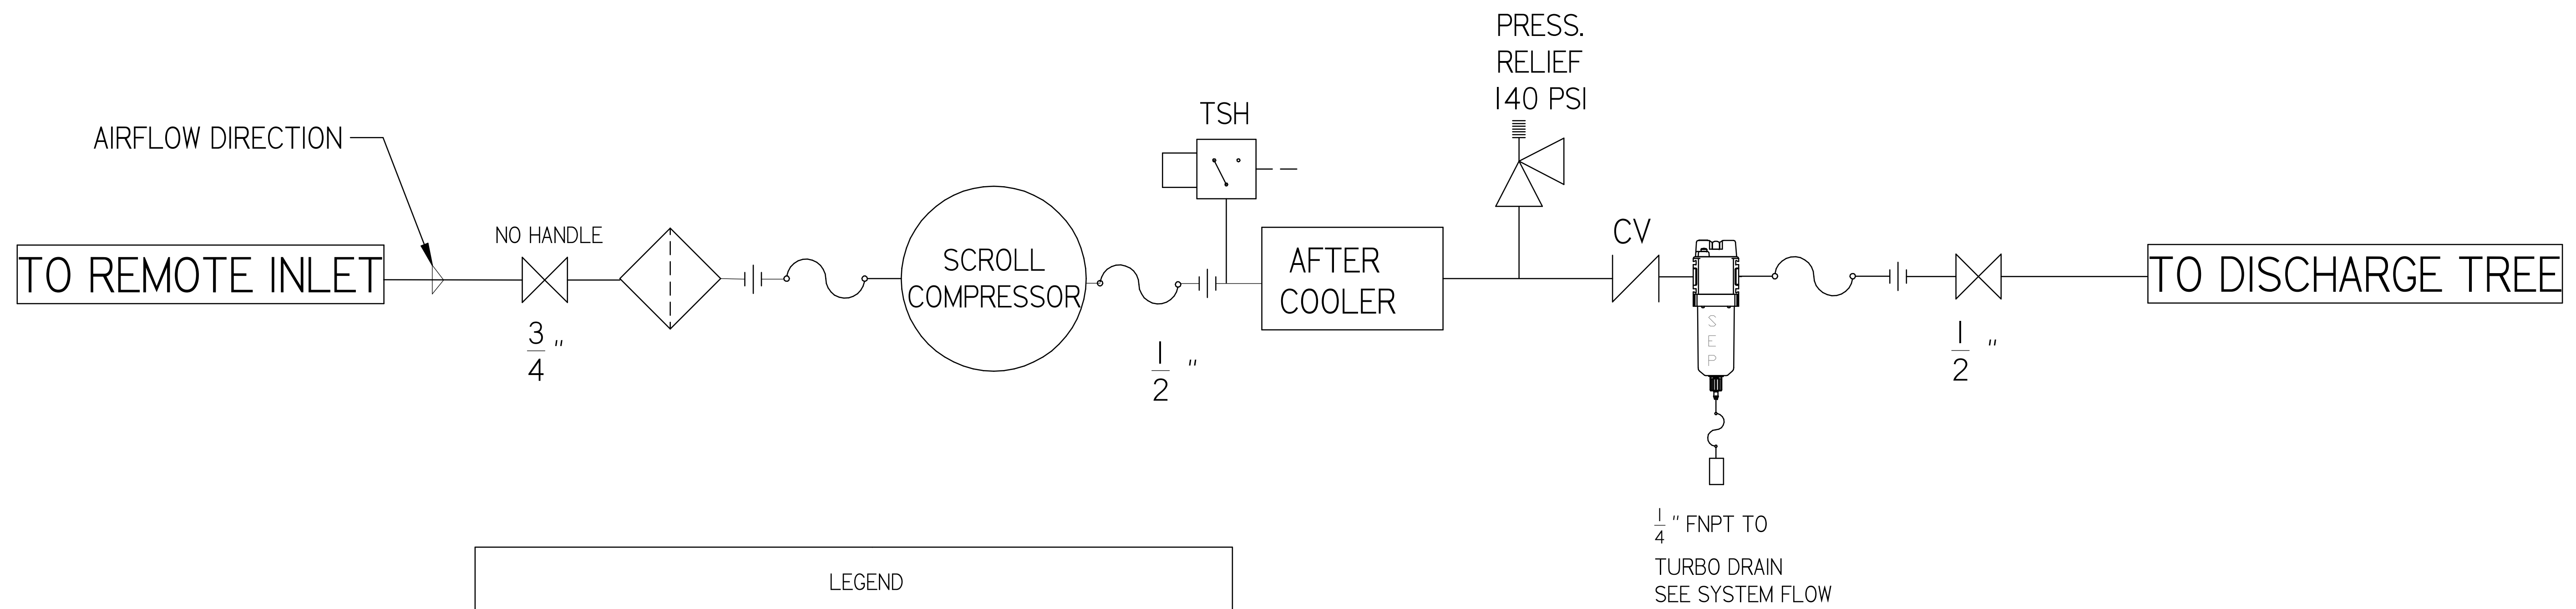 PRESS.
RELIEF
140 PSI
TSH
AIRFLOW DIRECTION
NO HANDLE
CV
TO REMOTE INLET
SCROLL
COMPRESSOR
AFTER
COOLER
TO DISCHARGE TREE
S
E
P
3/4 "
1/2 "
1/2 "
1/4 " FNPT TO
TURBO DRAIN
SEE SYSTEM FLOW
LEGEND